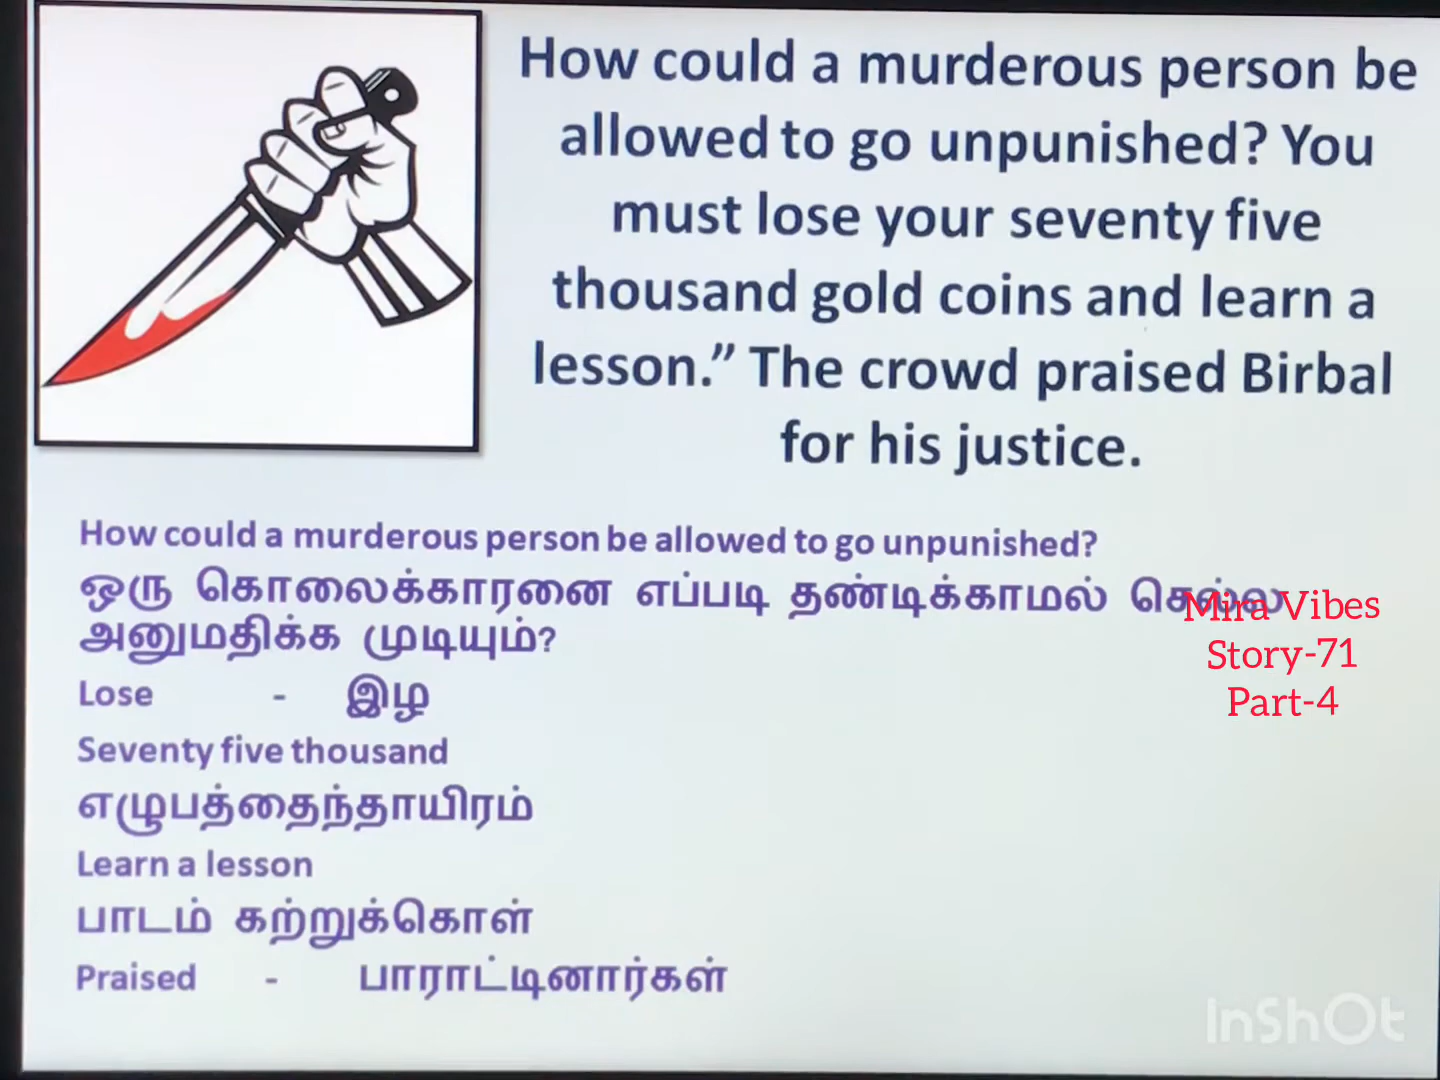 How could a murderous person be
allowed to go unpunished? You
must lose your seventy five
thousand gold coins and learn a
lesson.” The crowd praised Birbal
for his justice.
How could a murderous person be allowed to go unpunished?
ஒரு கொலைக்காரனை எப்படி தண்டிக்காமல் செல்ல
அனுமதிக்க முடியும்?
Lose - இழ
Seventy five thousand
எழுபத்தைந்தாயிரம்
Learn a lesson
பாடம் கற்றுக்கொள்
Praised - பாராட்டினார்கள்
Mira Vibes
Story-71
Part-4
InShOt